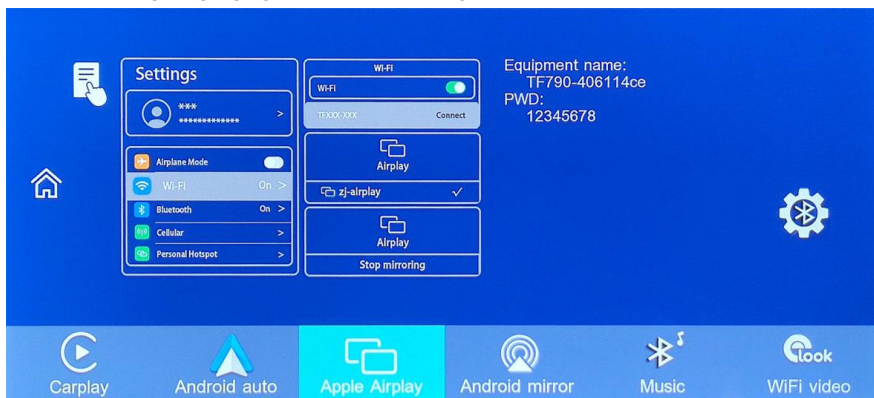 Settings
***
*************
>
Airplane Mode
Wi-Fi On >
Bluetooth On >
Cellular >
Personal Hotspot >
WI-FI
WI-FI
TFXXX-XXX Connect
Airplay
zj-airplay ✓
Airplay
Stop mirroring
Equipment name:
TF790-406114ce
PWD:
12345678
Carplay
Android auto
Apple Airplay
Android mirror
Music
look
WiFi video